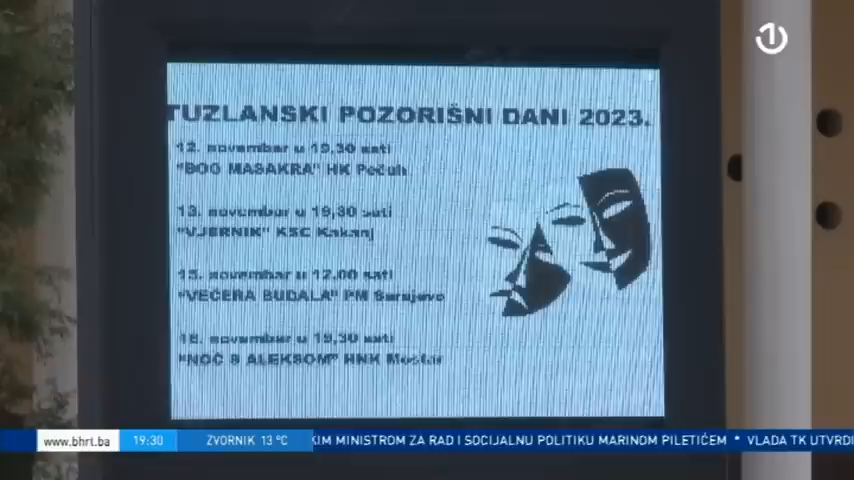 TUZLANSKI POZORIŠNI DANI 2023.
12. novembar u 19,30 sati
"BOG MASAKRA" HK Pečuh
13. novembar u 19,30 sati
"VJERNIK" KSC Kakanj
15. novembar u 12.00 sati
"VEČERA BUDALA" PM Sarajevo
novembar u 19,30 sati
"NOĆ S ALEKSOM" HNK Mostar
www.bhrt.ba 19:30 ZVORNIK 13 °C KIM MINISTROM ZA RAD I SOCIJALNU POLITIKU MARINOM PILETIĆEM * VLADA TK UTVRDI